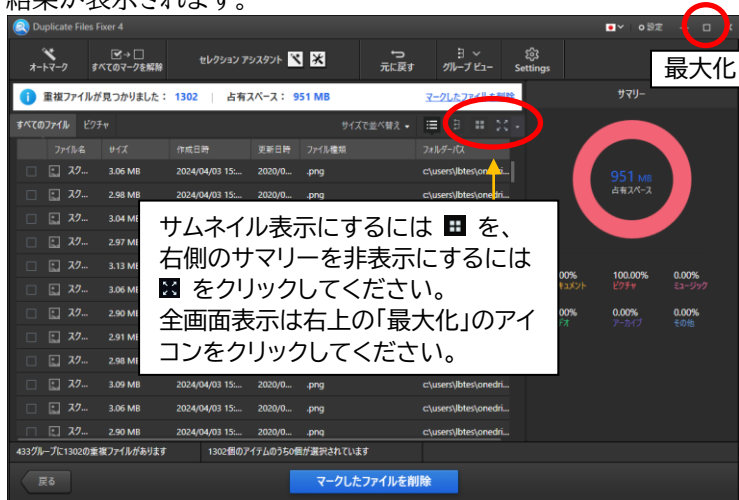 結果が表示されます。
Duplicate Files Fixer 4
設定
オートマーク すべてのマークを解除 セレクション アシスタント 元に戻す グループ ビュー Settings
最大化
重複ファイルが見つかりました: 1302 | 占有スペース: 951 MB マークしたファイルを削除
サマリー
すべてのファイル ピクチャ サイズで並べ替え
ファイル名 サイズ 作成日時 更新日時 ファイル種類 フォルダーパス
スク... 3.06 MB 2024/04/03 15:... 2020/0... .png c:\users\lbtes\onedri...
スク... 2.98 MB 2024/04/03 15:... 2020/0... .png c:\users\lbtes\onedri...
951 MB
占有スペース
スク... 3.04 MB
スク... 2.97 MB
スク... 3.13 MB
スク... 3.06 MB
スク... 2.90 MB
スク... 2.91 MB
スク... 2.98 MB
サムネイル表示にするには を、
右側のサマリーを非表示にするには
をクリックしてください。
全画面表示は右上の「最大化」のアイ
コンをクリックしてください。
00% 100.00% 0.00%
キュメント ピクチャ ミュージック
00% 0.00% 0.00%
デオ アーカイブ その他
スク... 3.09 MB 2024/04/03 15:... 2020/0... .png c:\users\lbtes\onedri...
スク... 3.06 MB 2024/04/03 15:... 2020/0... .png c:\users\lbtes\onedri...
スク... 2.90 MB 2024/04/03 15:... 2020/0... .png c:\users\lbtes\onedri...
433グループに1302の重複ファイルがあります 1302個のアイテムのうち0個が選択されています
戻る マークしたファイルを削除